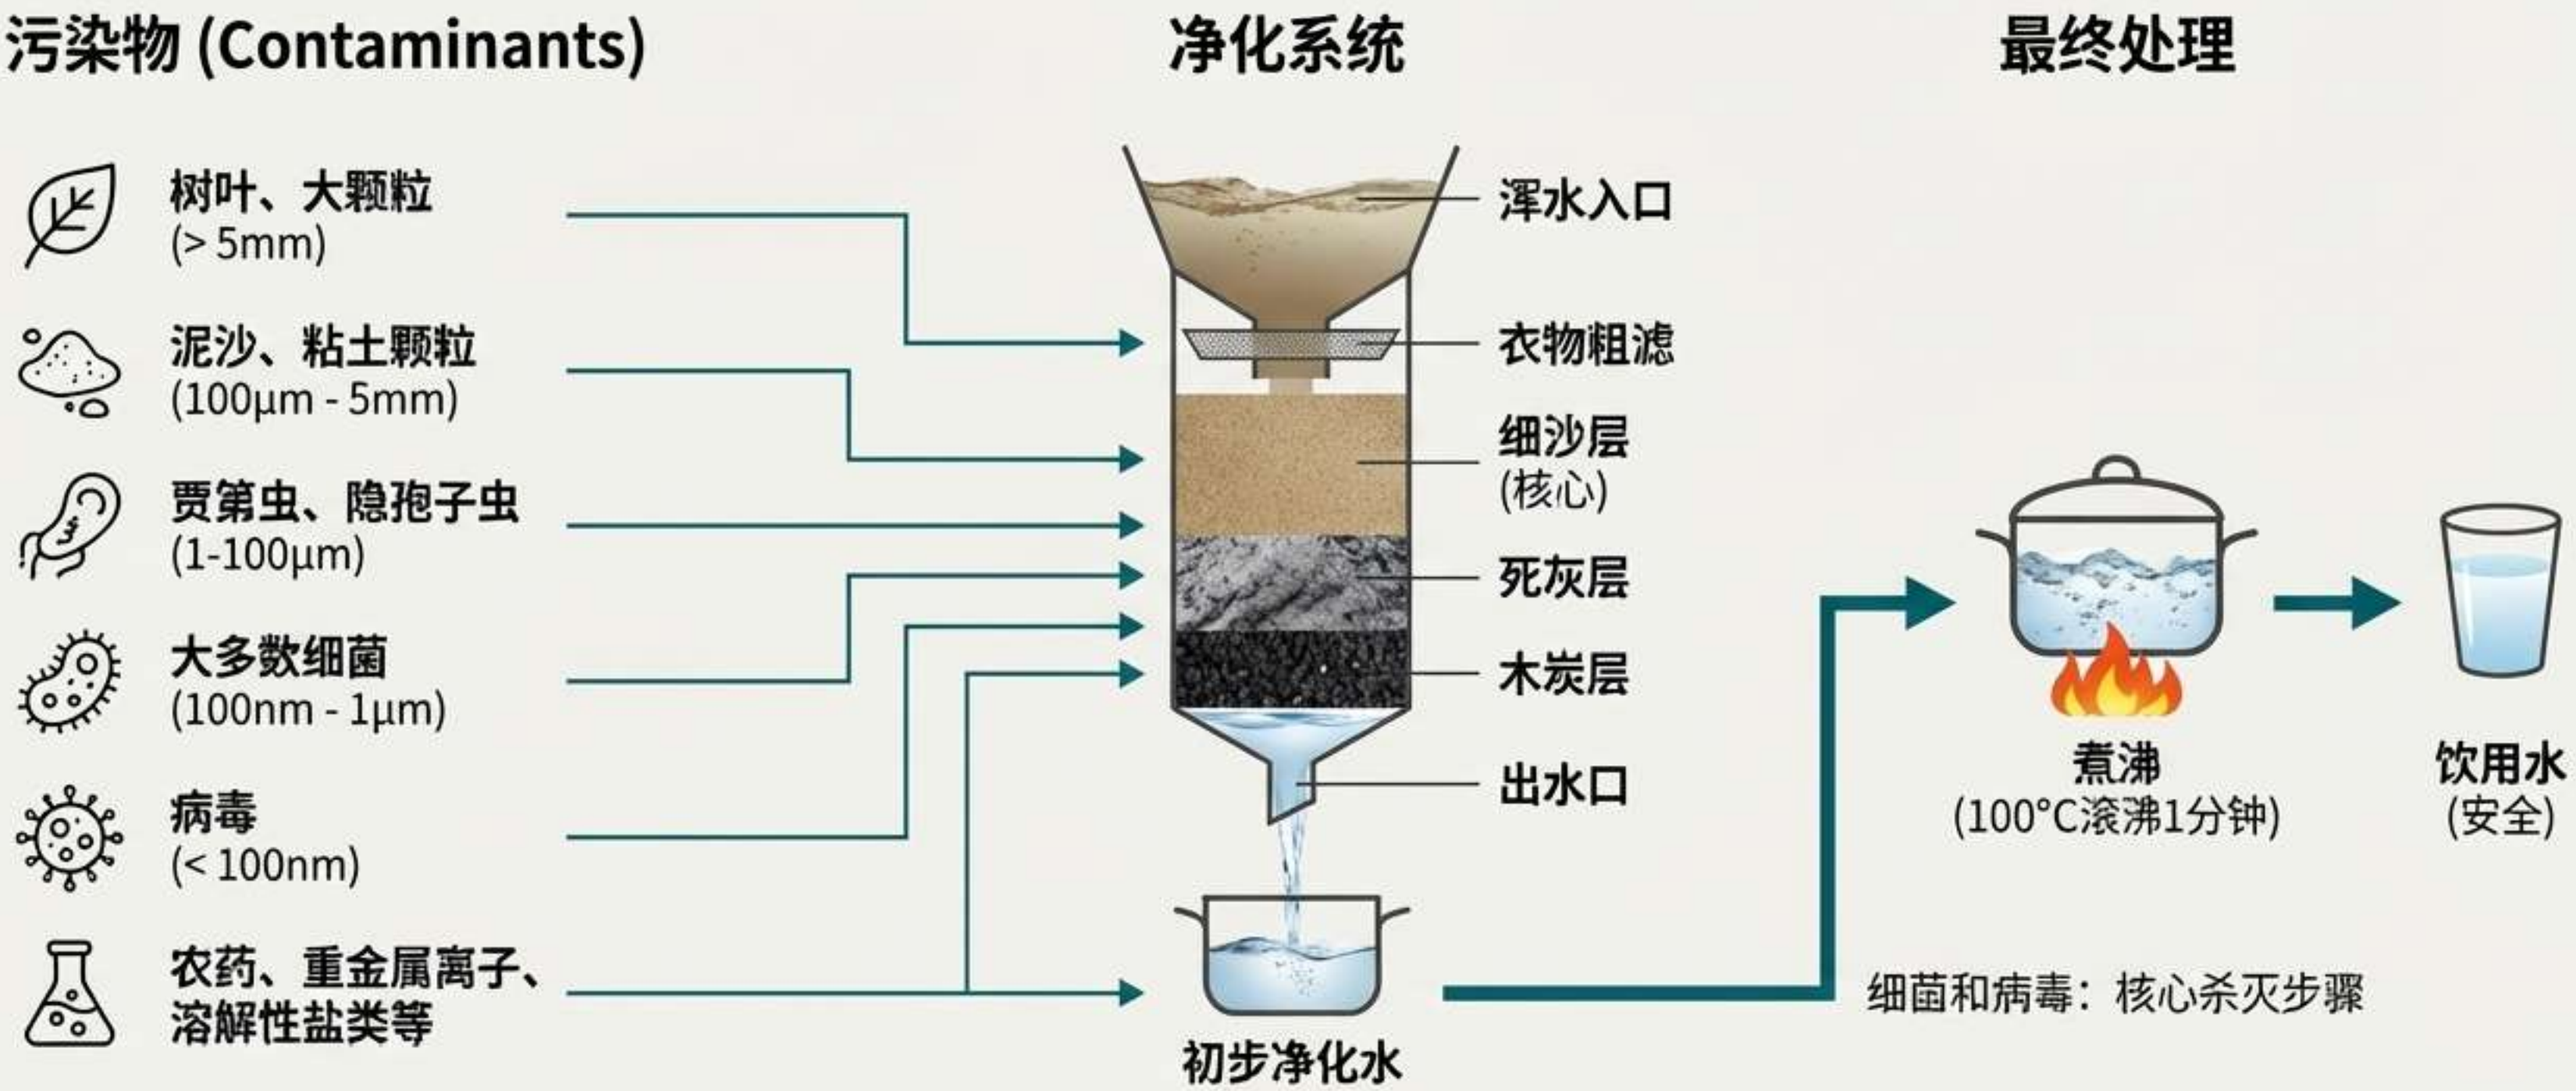 污染物 (Contaminants)
树叶、大颗粒
(> 5mm)
泥沙、粘土颗粒
(100μm - 5mm)
贾第虫、隐孢子虫
(1-100μm)
大多数细菌
(100nm - 1μm)
病毒
(< 100nm)
农药、重金属离子、
溶解性盐类等
净化系统
浑水入口
衣物粗滤
细沙层
(核心)
死灰层
木炭层
出水口
初步净化水
最终处理
煮沸
(100°C滚沸1分钟)
饮用水
(安全)
细菌和病毒：核心杀灭步骤